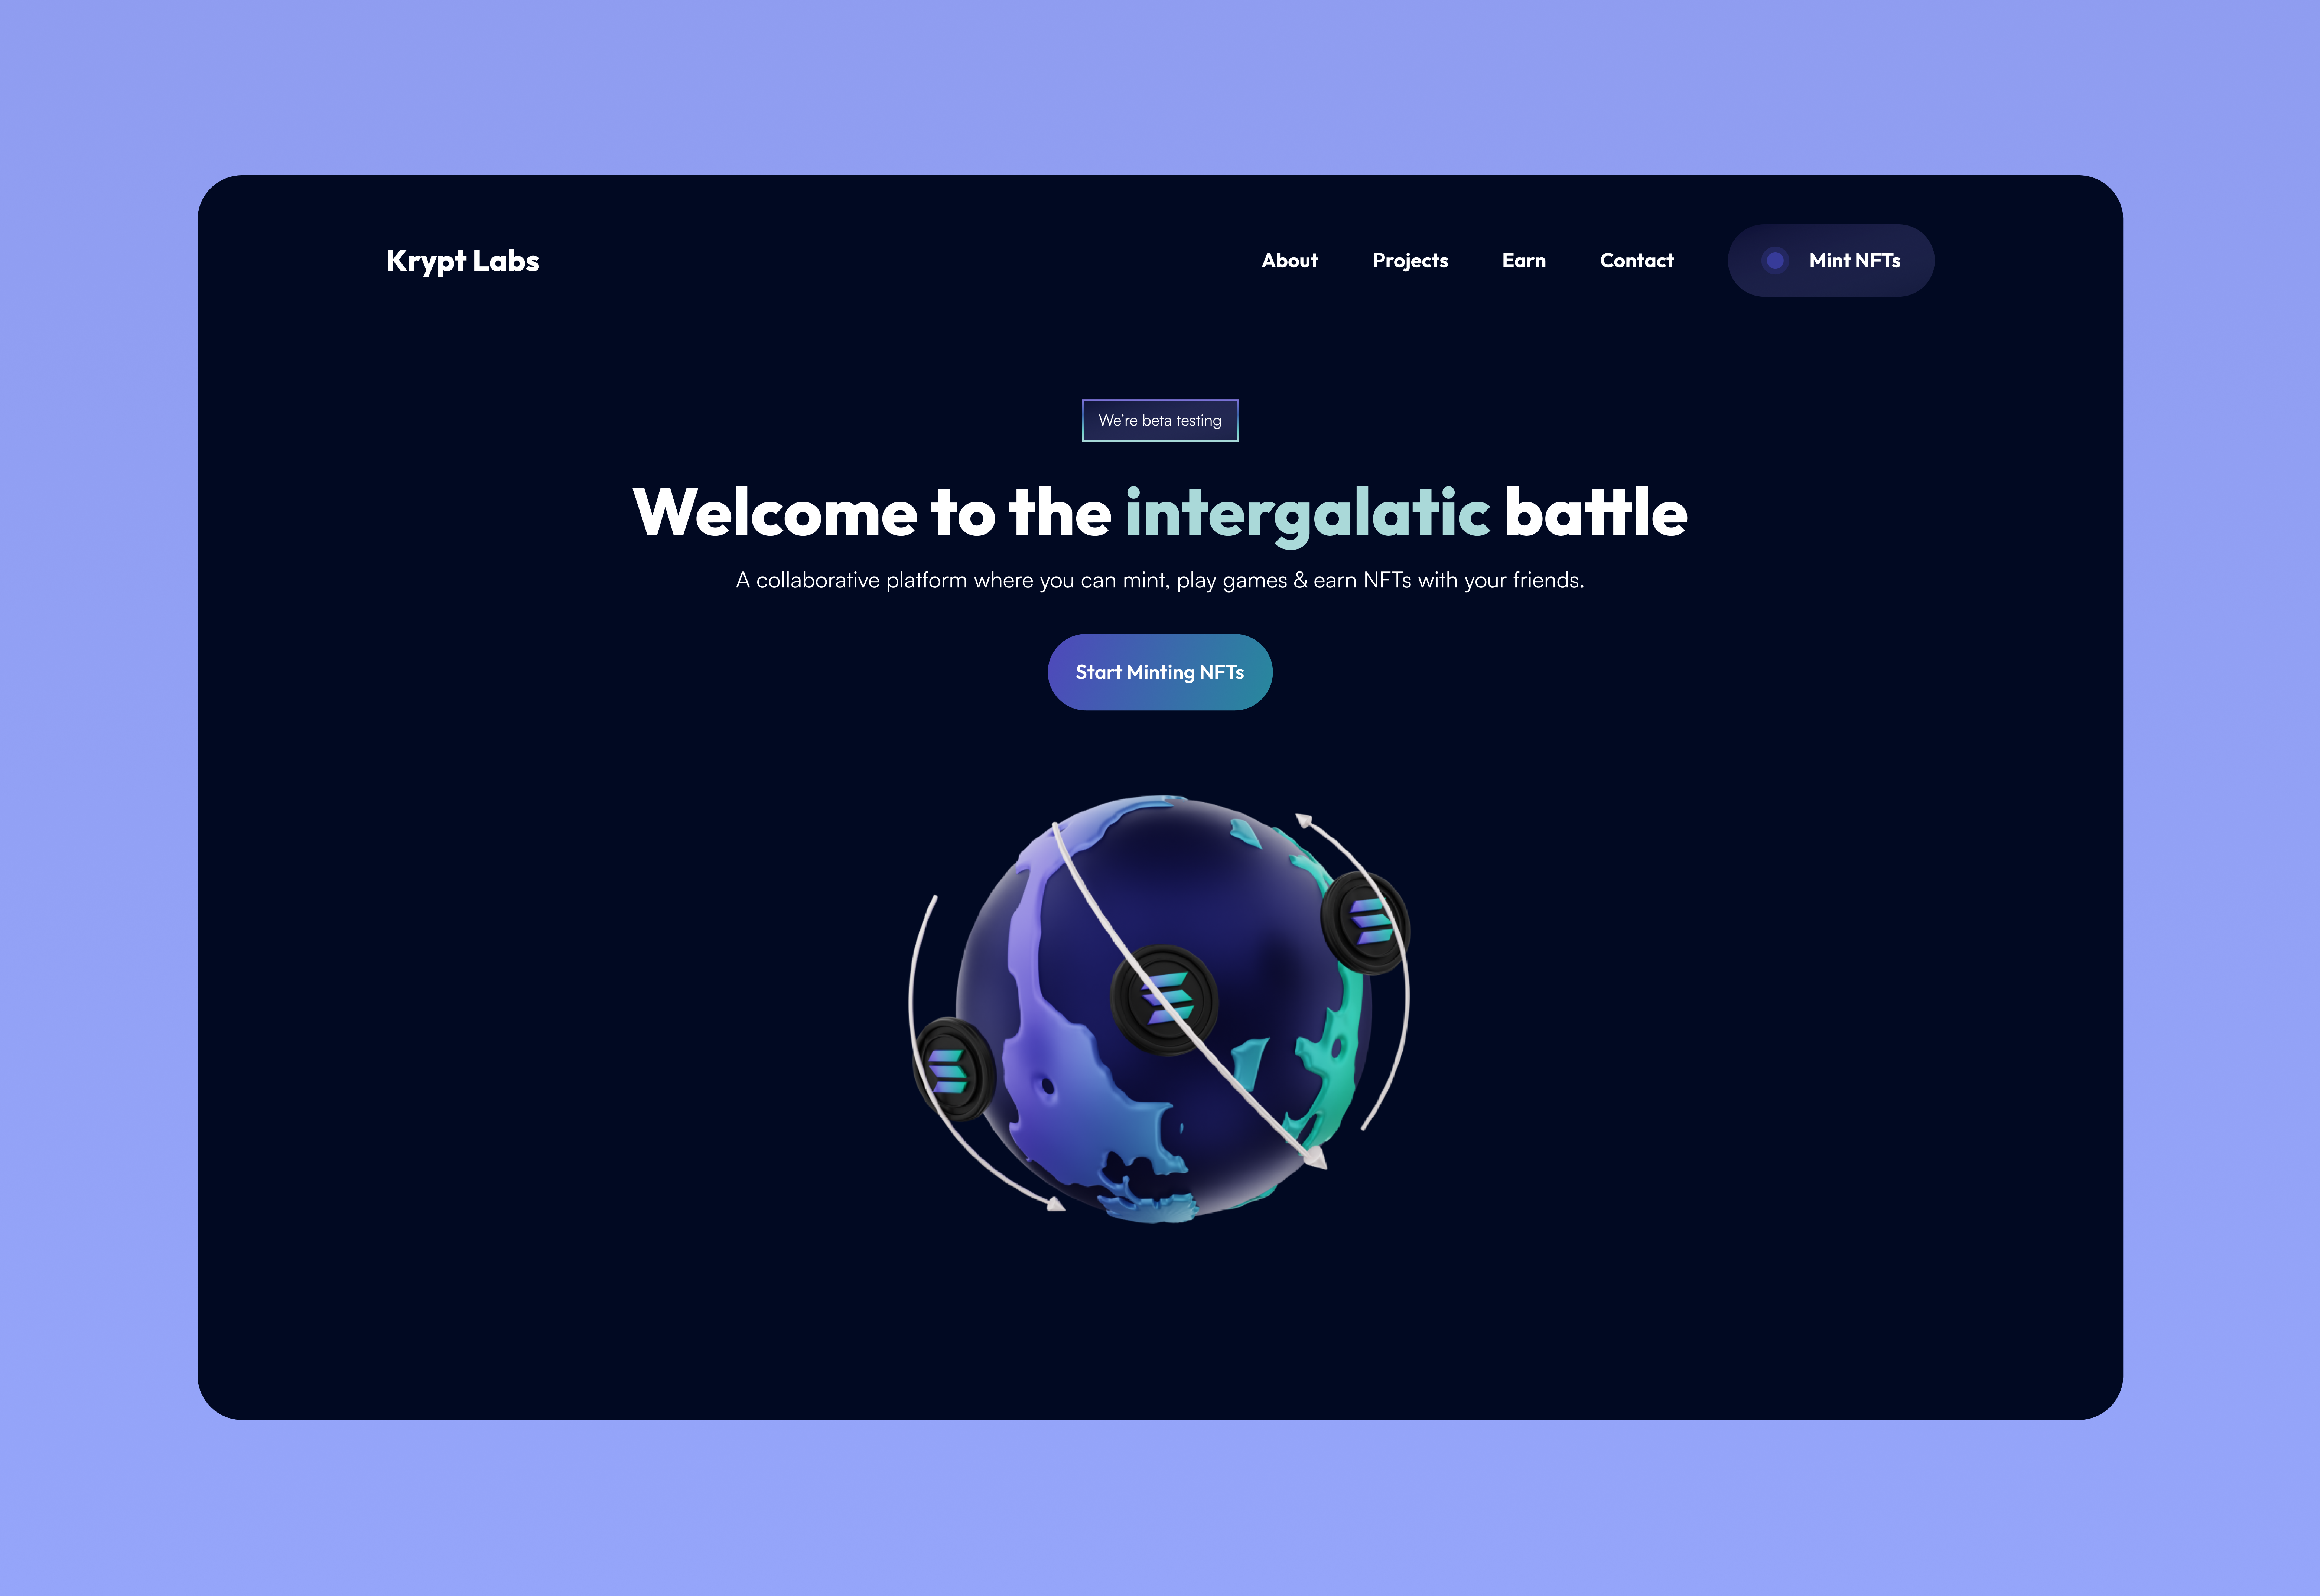 Krypt Labs
About
Projects
Earn
Contact
Mint NFTs
We're beta testing
Welcome to the intergalatic battle
A collaborative platform where you can mint, play games & earn NFTs with your friends.
Start Minting NFTs